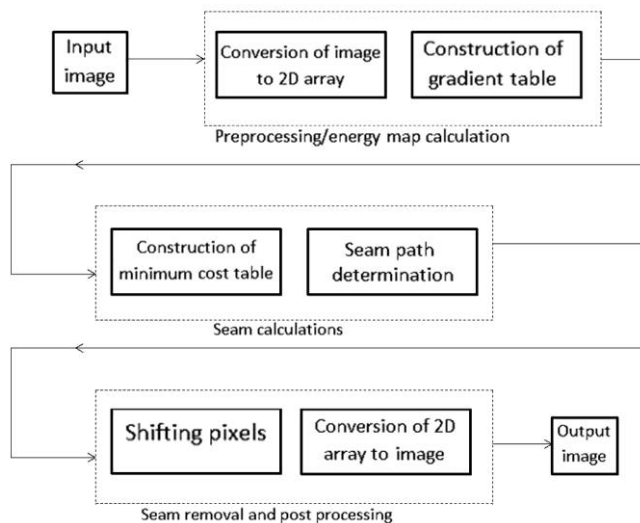 Input
image
Conversion of image
to 2D array
Construction of
gradient table
Preprocessing/energy map calculation
Construction of
minimum cost table
Seam path
determination
Seam calculations
Shifting pixels
Conversion of 2D
array to image
Output
image
Seam removal and post processing